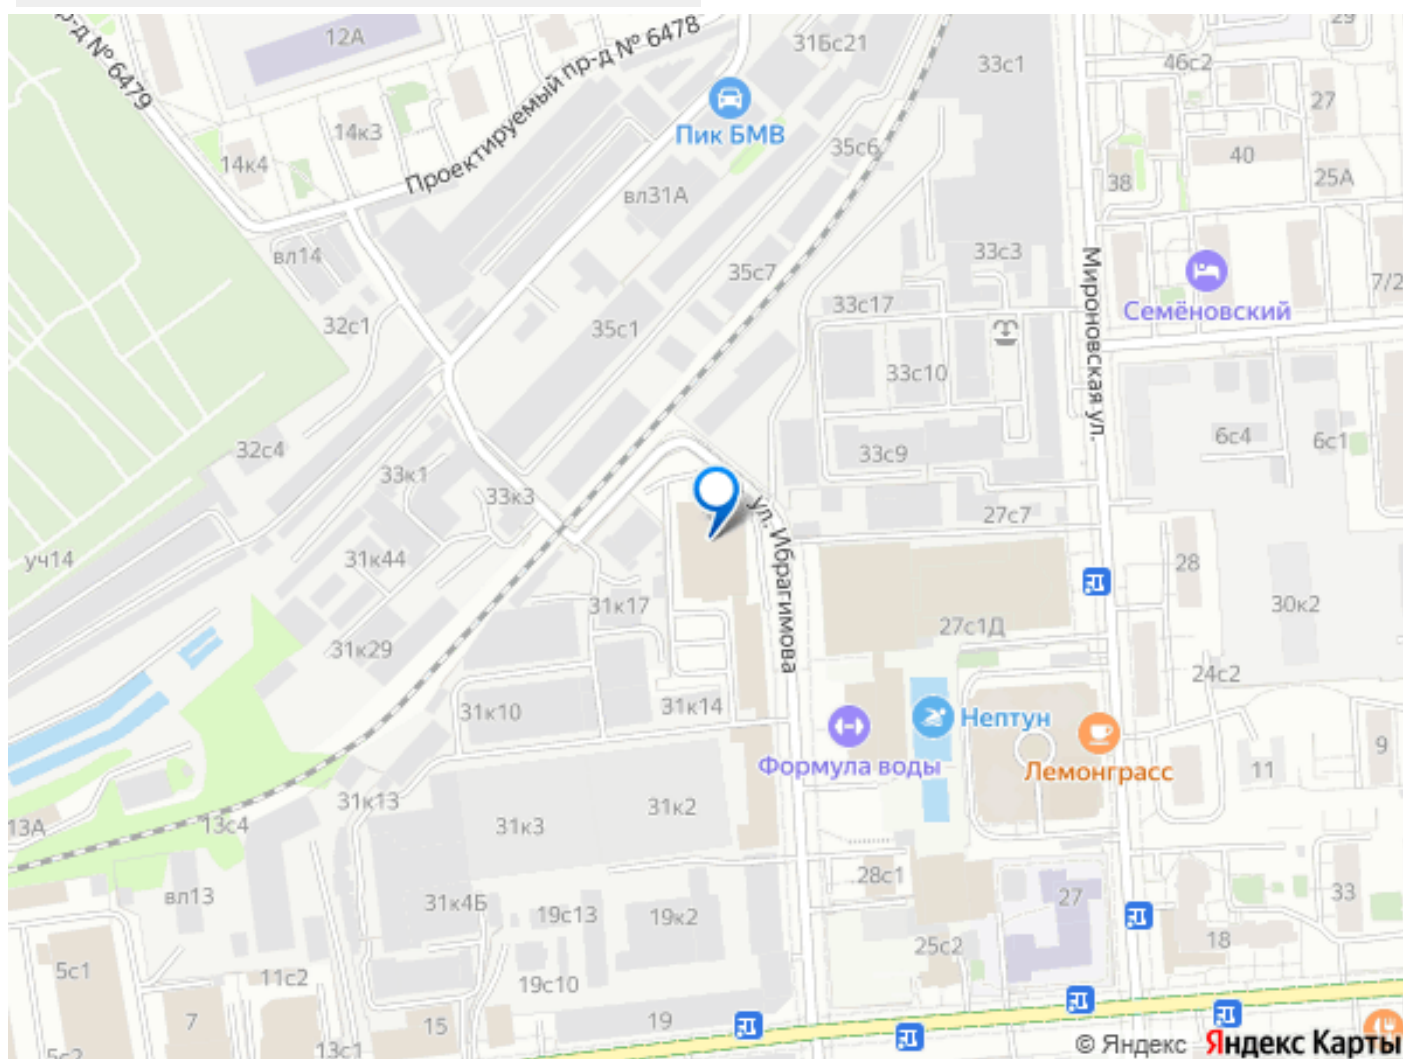 12А
31Бс21
33с1
29
46с2
р-д № 6479
Проектируемый пр-д № 6478
Пик БМВ
27
14к3
35с6
40
14к4
38
25А
вл31А
вл14
33с3
35с7
Мироновская ул.
7/2
Семёновский
33с17
32с1
35с1
33с10
6с4
6с1
32с4
33с9
33к1
33к3
27с7
ул. Ибрагимова
уч14
31к44
28
31к17
30к2
27с1Д
31к29
24с2
31к10
31к14
Нептун
9
Формула воды
Лемонграсс
11
31к13
31к2
13А
13с4
31к3
28с1
вл13
27
33
31к4Б
19с13
19к2
25с2
18
5с1
11с2
19с10
7
15
19
13с1
5с2
© Яндекс Яндекс Карты